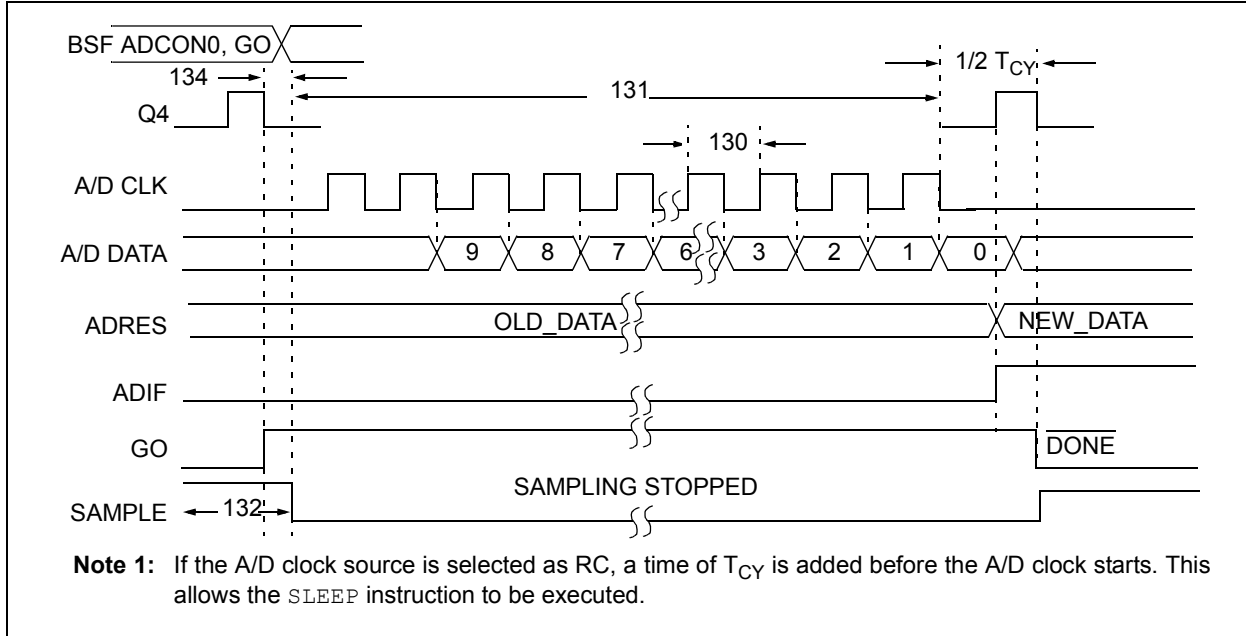 BSF ADCON0, GO
134
1/2 TCY
131
Q4
130
A/D CLK
A/D DATA 9 8 7 6 3 2 1 0
ADRES OLD_DATA NEW_DATA
ADIF
GO DONE
SAMPLING STOPPED
SAMPLE 132
Note 1: If the A/D clock source is selected as RC, a time of TCY is added before the A/D clock starts. This
allows the SLEEP instruction to be executed.